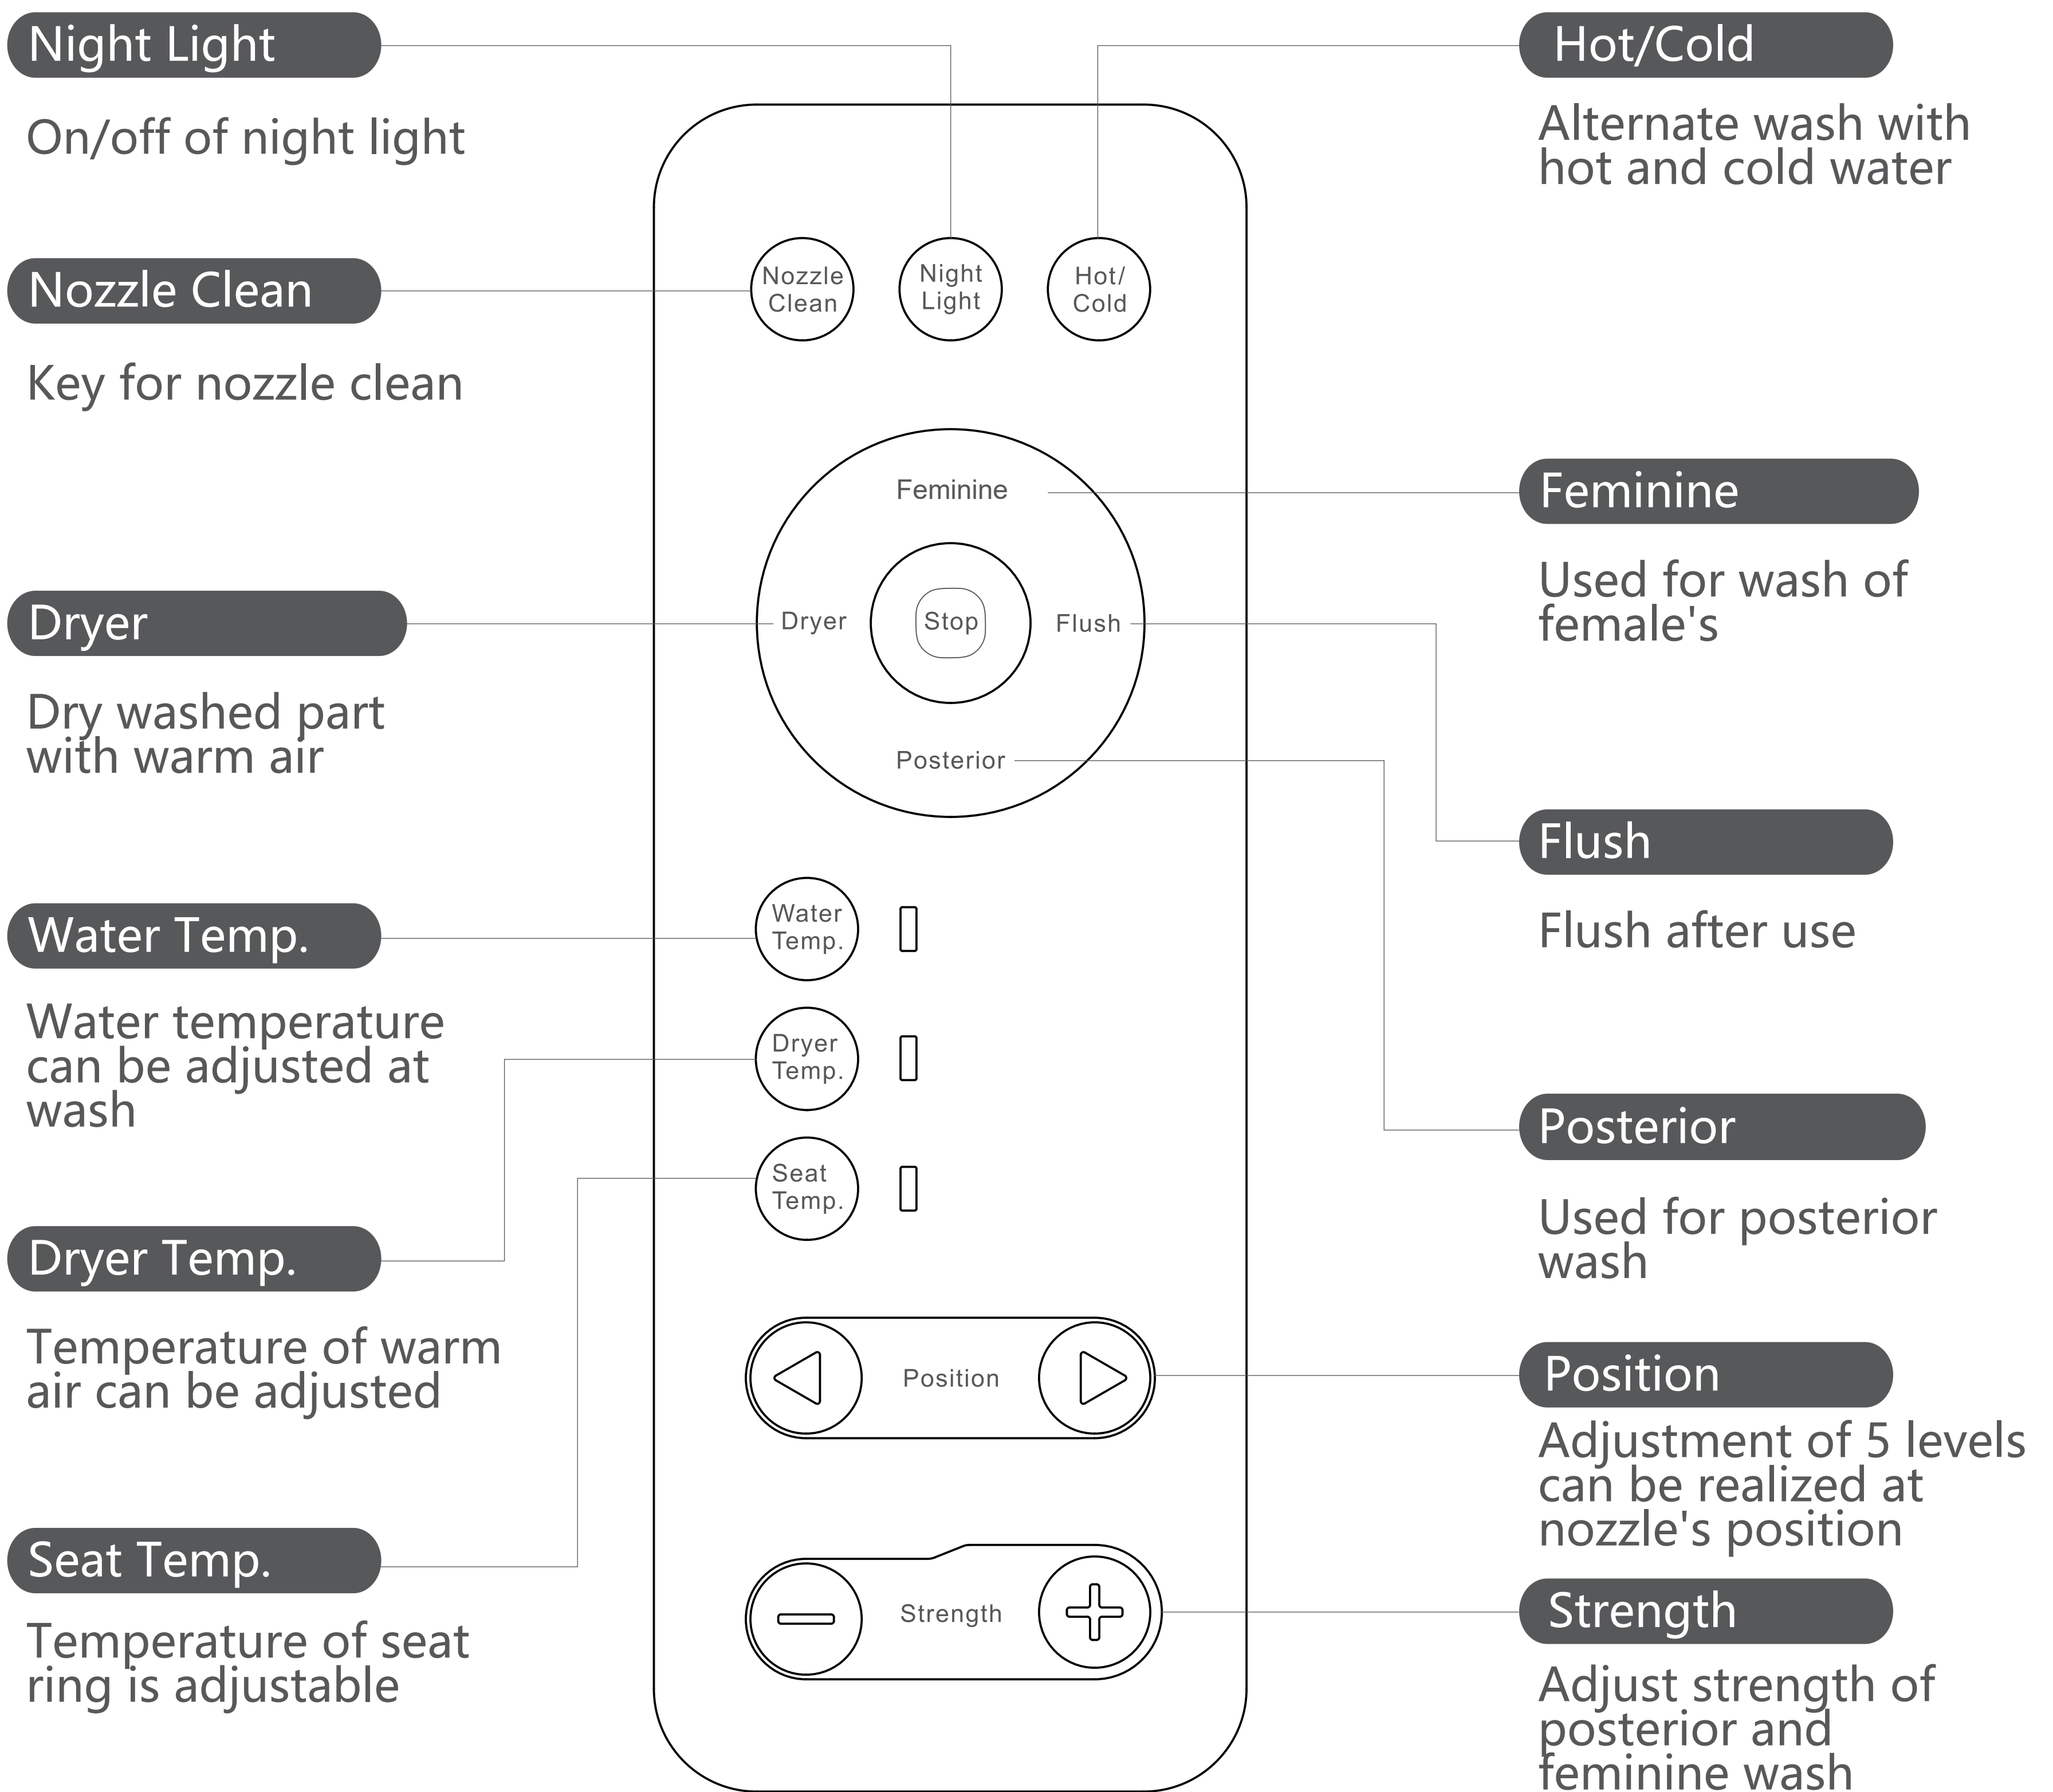 Night Light
On/off of night light
Nozzle Clean
Key for nozzle clean
Dryer
Dry washed part
with warm air
Water Temp.
Water temperature
can be adjusted at
wash
Dryer Temp.
Temperature of warm
air can be adjusted
Seat Temp.
Temperature of seat
ring is adjustable
Nozzle
Clean
Night
Light
Hot/
Cold
Feminine
Dryer
Stop
Flush
Posterior
Water
Temp.
Dryer
Temp.
Seat
Temp.
Position
Strength
Hot/Cold
Alternate wash with
hot and cold water
Feminine
Used for wash of
female's
Flush
Flush after use
Posterior
Used for posterior
wash
Position
Adjustment of 5 levels
can be realized at
nozzle's position
Strength
Adjust strength of
posterior and
feminine wash